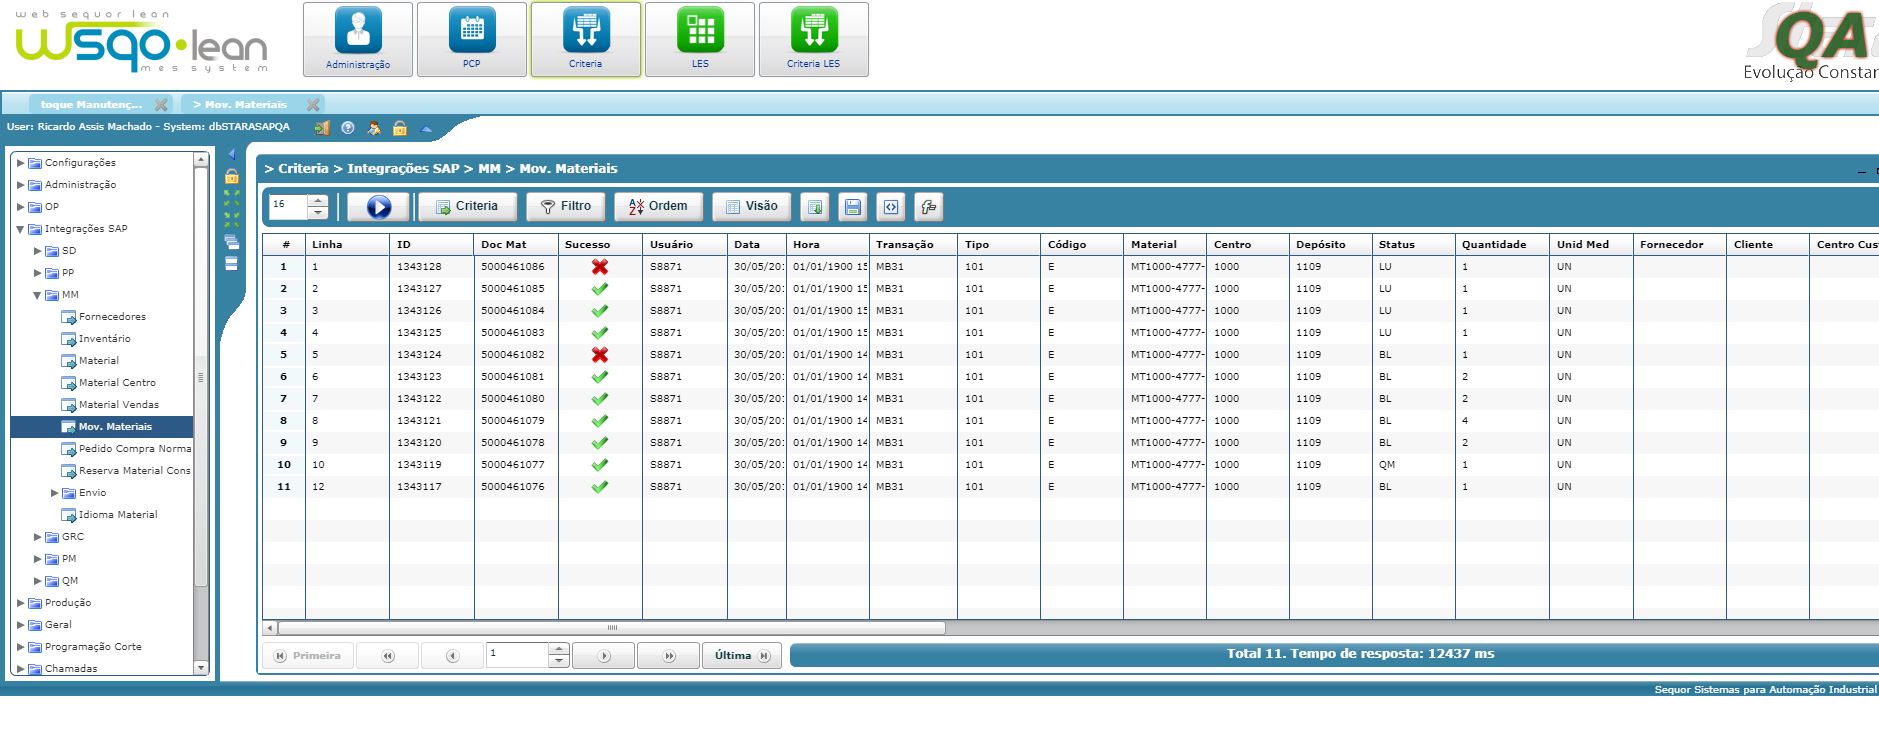 web sequor lean
wsqo·lean
mes system
Administração
PCP
Criteria
LES
Criteria LES
QA
Evolução Constan
toque Manutenç...
> Mov. Materiais
User: Ricardo Assis Machado - System: dbSTARASAPQA
Configurações
Administração
OP
Integrações SAP
SD
PP
MM
Fornecedores
Inventário
Material
Material Centro
Material Vendas
Mov. Materiais
Pedido Compra Norma
Reserva Material Cons
Envio
Idioma Material
GRC
PM
QM
Produção
Geral
Programação Corte
Chamadas
> Criteria > Integrações SAP > MM > Mov. Materiais
16 Criteria Filtro Ordem Visão
# Linha ID Doc Mat Sucesso Usuário Data Hora Transação Tipo Código Material Centro Depósito Status Quantidade Unid Med Fornecedor Cliente Centro Cus
1 1 1343128 5000461086 S8871 30/05/20 01/01/1900 15 MB31 101 E MT1000-4777- 1000 1109 LU 1 UN
2 2 1343127 5000461085 S8871 30/05/20 01/01/1900 15 MB31 101 E MT1000-4777- 1000 1109 LU 1 UN
3 3 1343126 5000461084 S8871 30/05/20 01/01/1900 15 MB31 101 E MT1000-4777- 1000 1109 LU 1 UN
4 4 1343125 5000461083 S8871 30/05/20 01/01/1900 15 MB31 101 E MT1000-4777- 1000 1109 LU 1 UN
5 5 1343124 5000461082 S8871 30/05/20 01/01/1900 14 MB31 101 E MT1000-4777- 1000 1109 BL 1 UN
6 6 1343123 5000461081 S8871 30/05/20 01/01/1900 14 MB31 101 E MT1000-4777- 1000 1109 BL 2 UN
7 7 1343122 5000461080 S8871 30/05/20 01/01/1900 14 MB31 101 E MT1000-4777- 1000 1109 BL 2 UN
8 8 1343121 5000461079 S8871 30/05/20 01/01/1900 14 MB31 101 E MT1000-4777- 1000 1109 BL 4 UN
9 9 1343120 5000461078 S8871 30/05/20 01/01/1900 14 MB31 101 E MT1000-4777- 1000 1109 BL 2 UN
10 10 1343119 5000461077 S8871 30/05/20 01/01/1900 14 MB31 101 E MT1000-4777- 1000 1109 QM 1 UN
11 12 1343117 5000461076 S8871 30/05/20 01/01/1900 14 MB31 101 E MT1000-4777- 1000 1109 BL 1 UN
Primeira 1 Última Total 11. Tempo de resposta: 12437 ms
Sequor Sistemas para Automação Industrial